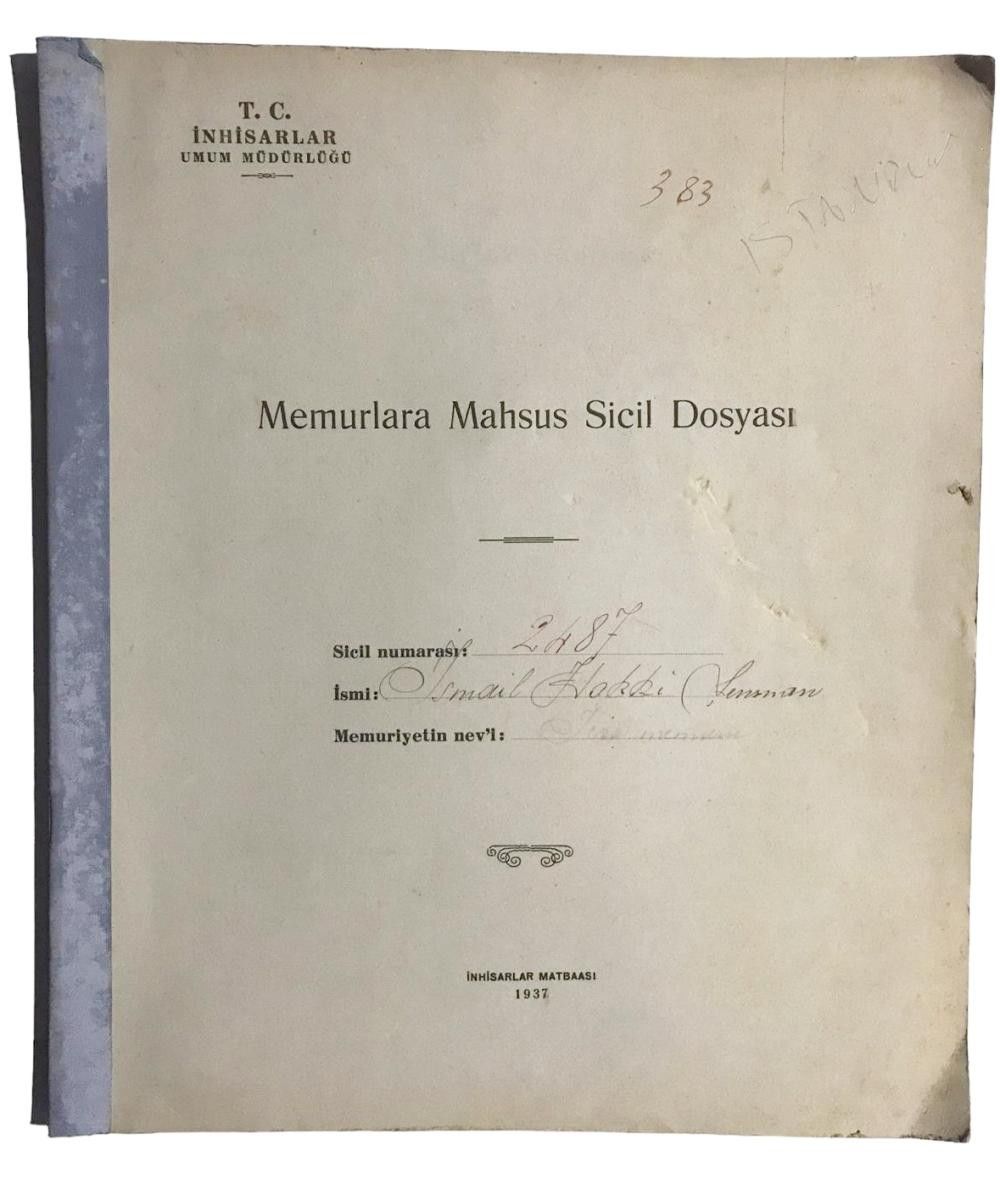 T. C.
İNHİSARLAR
UMUM MÜDÜRLÜĞÜ
383
Memurlara Mahsus Sicil Dosyası
Sicil numarası: 2487
İsmi: İsmail Hakkı Şenman
Memuriyetin nev'i:
İNHİSARLAR MATBAASI
1937